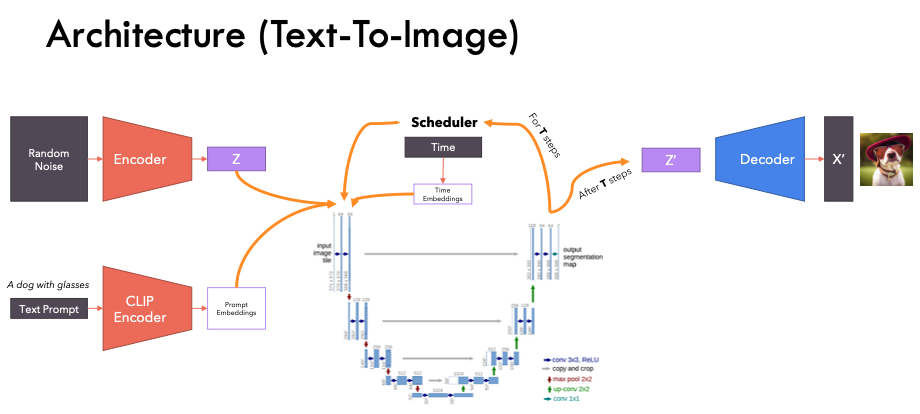 Architecture (Text-To-Image)
Random
Noise
Encoder
Z
Scheduler
Time
Time
Embeddings
For T steps
After T steps
Z'
Decoder
X'
A dog with glasses
Text Prompt
CLIP
Encoder
Prompt
Embeddings
input
image
tile
output
segmentation
map
conv 3x3, ReLU
copy and crop
max pool 2x2
up-conv 2x2
conv 1x1